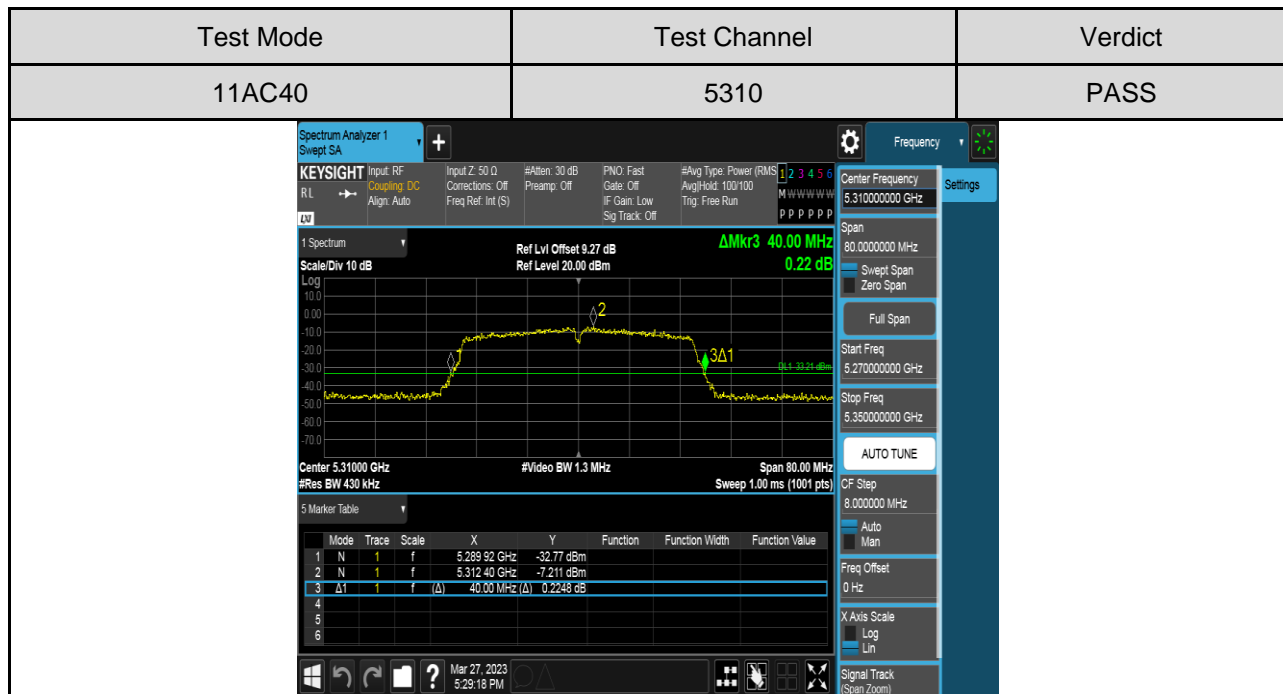 Test Mode Test Channel Verdict
11AC40 5310 PASS
Spectrum Analyzer 1
Swept SA
+
Frequency
KEYSIGHT
RL
LXI
Input: RF
Coupling: DC
Align: Auto
Input Z: 50 Ω
Corrections: Off
Freq Ref: Int (S)
#Atten: 30 dB
Preamp: Off
PNO: Fast
Gate: Off
IF Gain: Low
Sig Track: Off
#Avg Type: Power (RMS
Avg|Hold: 100/100
Trig: Free Run
1 2 3 4 5 6
M W W W W W
P P P P P P
1 Spectrum
Scale/Div 10 dB
Ref Lvl Offset 9.27 dB
Ref Level 20.00 dBm
ΔMkr3 40.00 MHz
0.22 dB
Log
10.0
0.00
-10.0
-20.0
-30.0
-40.0
-50.0
-60.0
-70.0
1
2
3Δ1
DL1 -33.21 dBm
Center 5.31000 GHz #Video BW 1.3 MHz Span 80.00 MHz
#Res BW 430 kHz Sweep 1.00 ms (1001 pts)
5 Marker Table
Mode Trace Scale X Y Function Function Width Function Value
1 N 1 f 5.289 92 GHz -32.77 dBm
2 N 1 f 5.312 40 GHz -7.211 dBm
3 Δ1 1 f (Δ) 40.00 MHz (Δ) 0.2248 dB
4
5
6
?
Mar 27, 2023
5:29:18 PM
Center Frequency
5.310000000 GHz
Settings
Span
80.0000000 MHz
Swept Span
Zero Span
Full Span
Start Freq
5.270000000 GHz
Stop Freq
5.350000000 GHz
AUTO TUNE
CF Step
8.000000 MHz
Auto
Man
Freq Offset
0 Hz
X Axis Scale
Log
Lin
Signal Track
(Span Zoom)